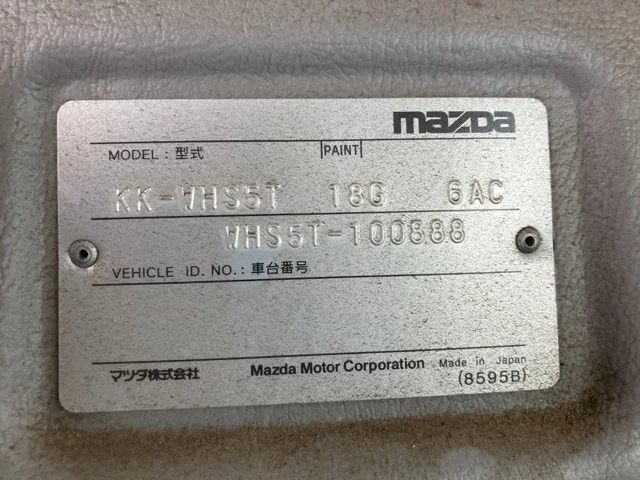 mazda
MODEL : 型式 PAINT
KK-WHS5T 18G 6AC
WHS5T-100888
VEHICLE ID. NO. : 車台番号
マツダ株式会社 Mazda Motor Corporation Made in Japan
(8595B)